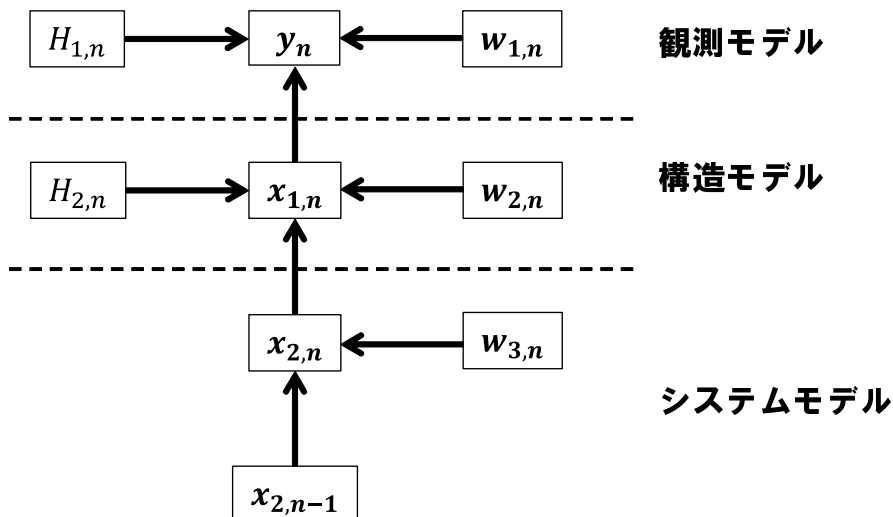 H₁,ₙ yₙ w₁,ₙ 観測モデル
H₂,ₙ x₁,ₙ w₂,ₙ 構造モデル
x₂,ₙ w₃,ₙ
システムモデル
x₂,ₙ₋₁